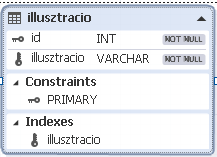 illusztracio
id INT NOT NULL
illusztracio VARCHAR NOT NULL
Constraints
PRIMARY
Indexes
illusztracio